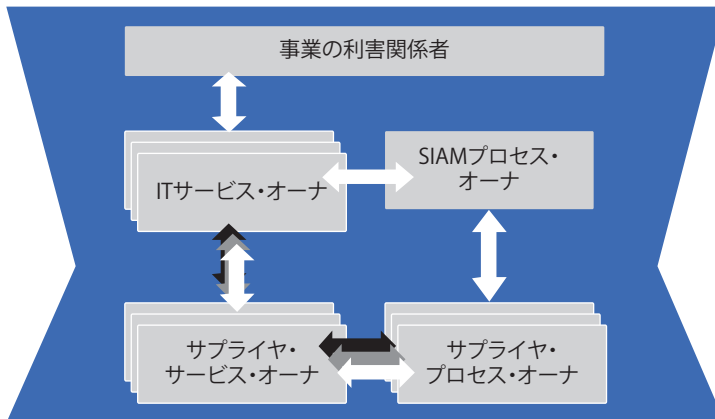 事業の利害関係者
ITサービス・オーナ
SIAMプロセス・
オーナ
サプライヤ・
サービス・オーナ
サプライヤ・
プロセス・オーナ